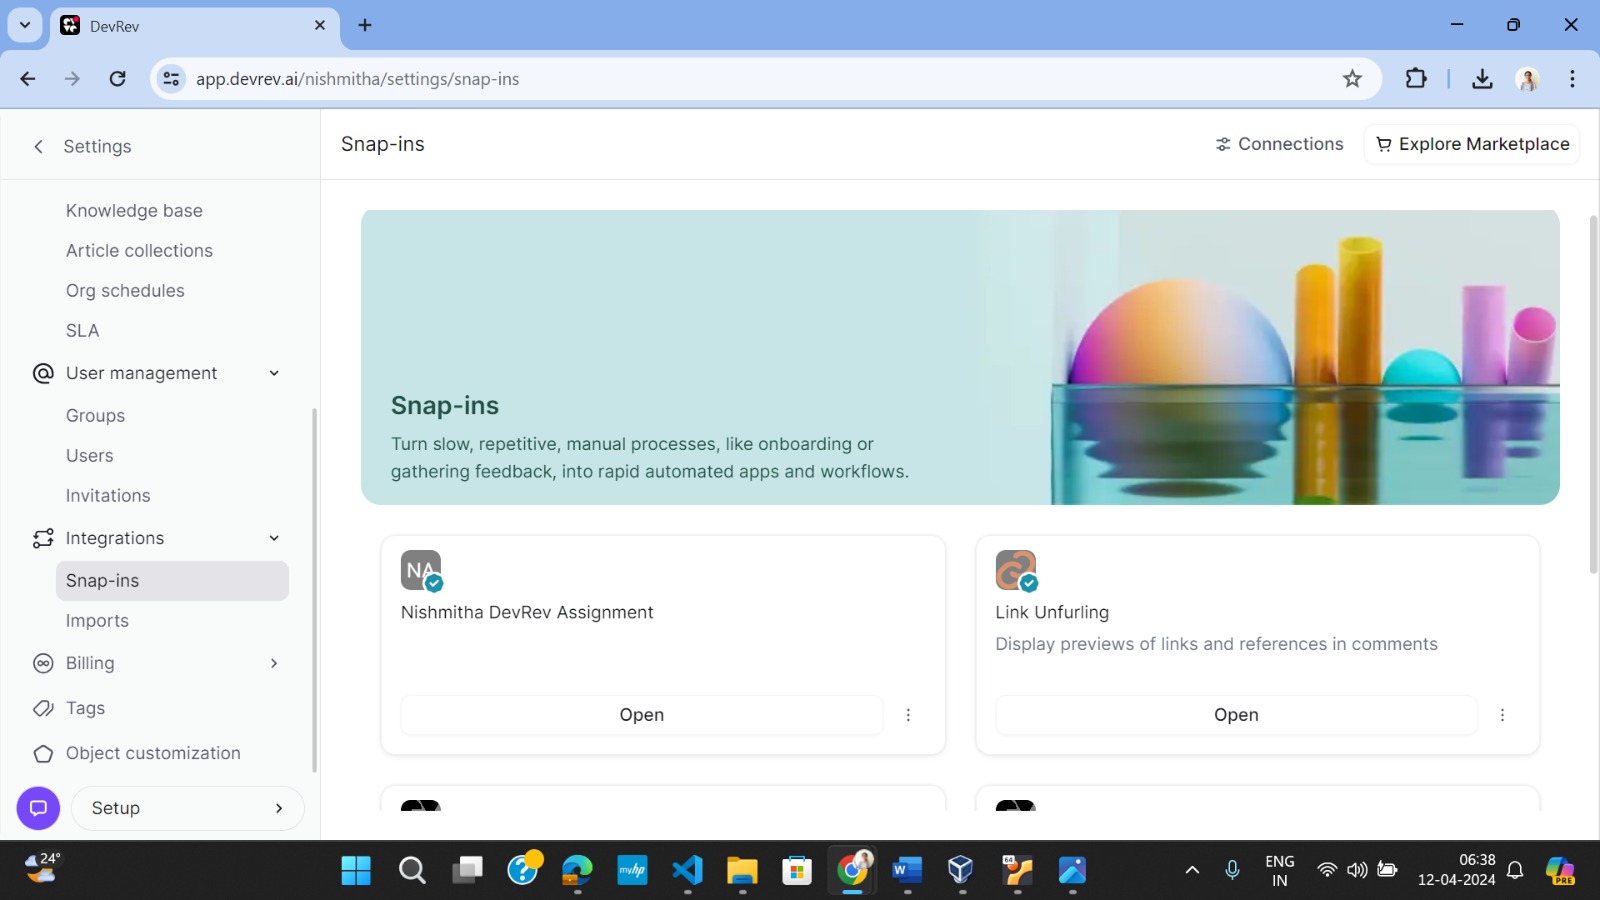 DevRev
app.devrev.ai/nishmitha/settings/snap-ins
Settings
Knowledge base
Article collections
Org schedules
SLA
User management
Groups
Users
Invitations
Integrations
Snap-ins
Imports
Billing
Tags
Object customization
Setup
Snap-ins
Connections
Explore Marketplace
Snap-ins
Turn slow, repetitive, manual processes, like onboarding or
gathering feedback, into rapid automated apps and workflows.
NA
Nishmitha DevRev Assignment
Open
Link Unfurling
Display previews of links and references in comments
Open
24°
myhp
64
ENG
IN
06:38
12-04-2024
PRE